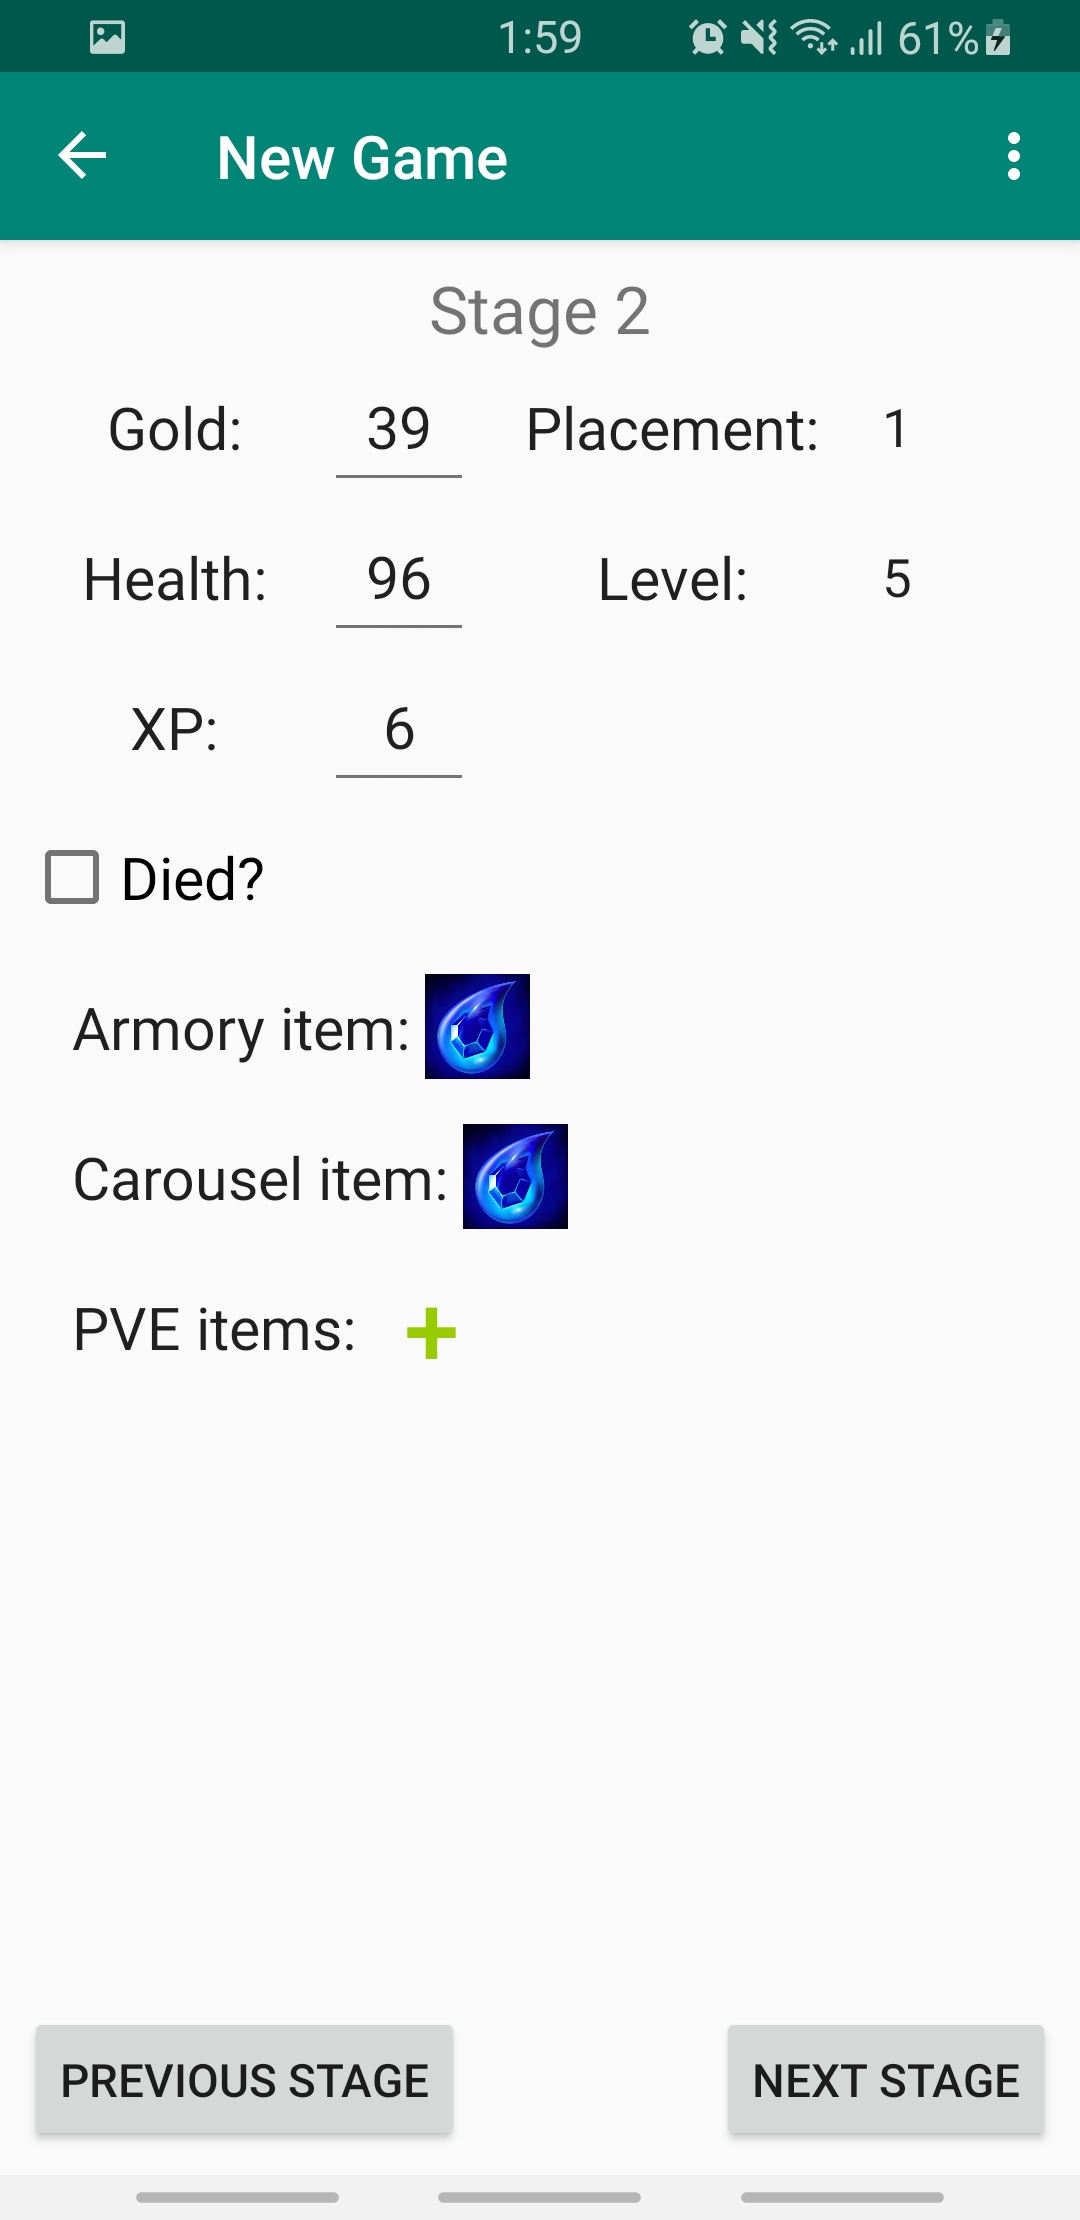 1:59 61%
New Game
Stage 2
Gold: 39 Placement: 1
Health: 96 Level: 5
XP: 6
Died?
Armory item:
Carousel item:
PVE items: +
PREVIOUS STAGE NEXT STAGE